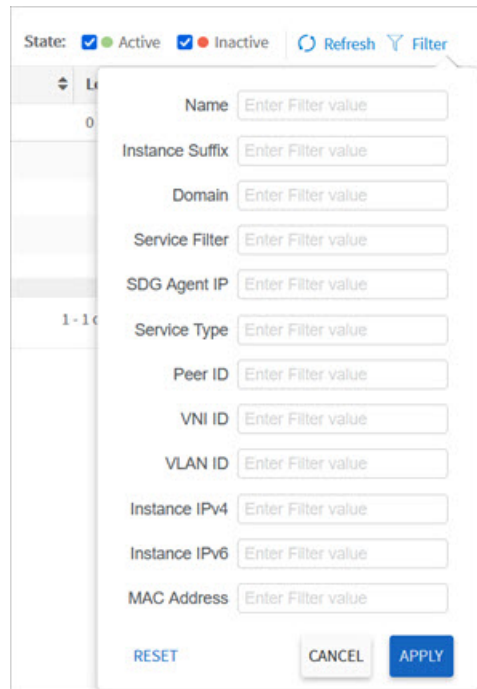 State: Active Inactive Refresh Filter
0
1 - 1
Name Enter Filter value
Instance Suffix Enter Filter value
Domain Enter Filter value
Service Filter Enter Filter value
SDG Agent IP Enter Filter value
Service Type Enter Filter value
Peer ID Enter Filter value
VNI ID Enter Filter value
VLAN ID Enter Filter value
Instance IPv4 Enter Filter value
Instance IPv6 Enter Filter value
MAC Address Enter Filter value
RESET CANCEL APPLY